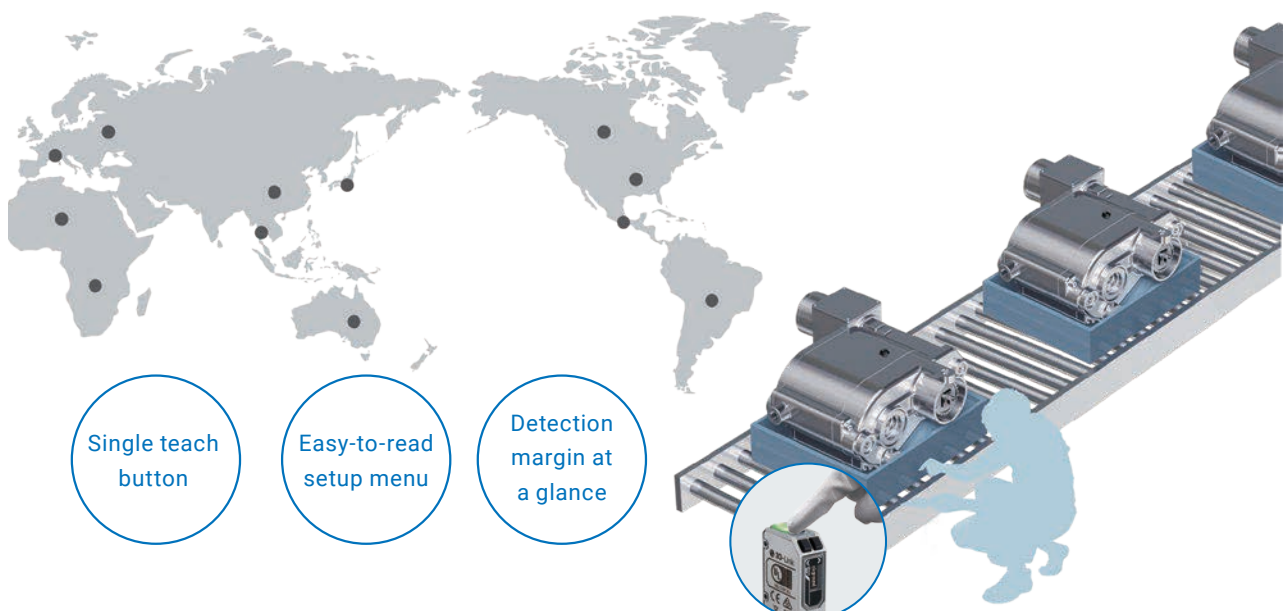 Single teach
button
Easy-to-read
setup menu
Detection
margin at
a glance
IO-Link